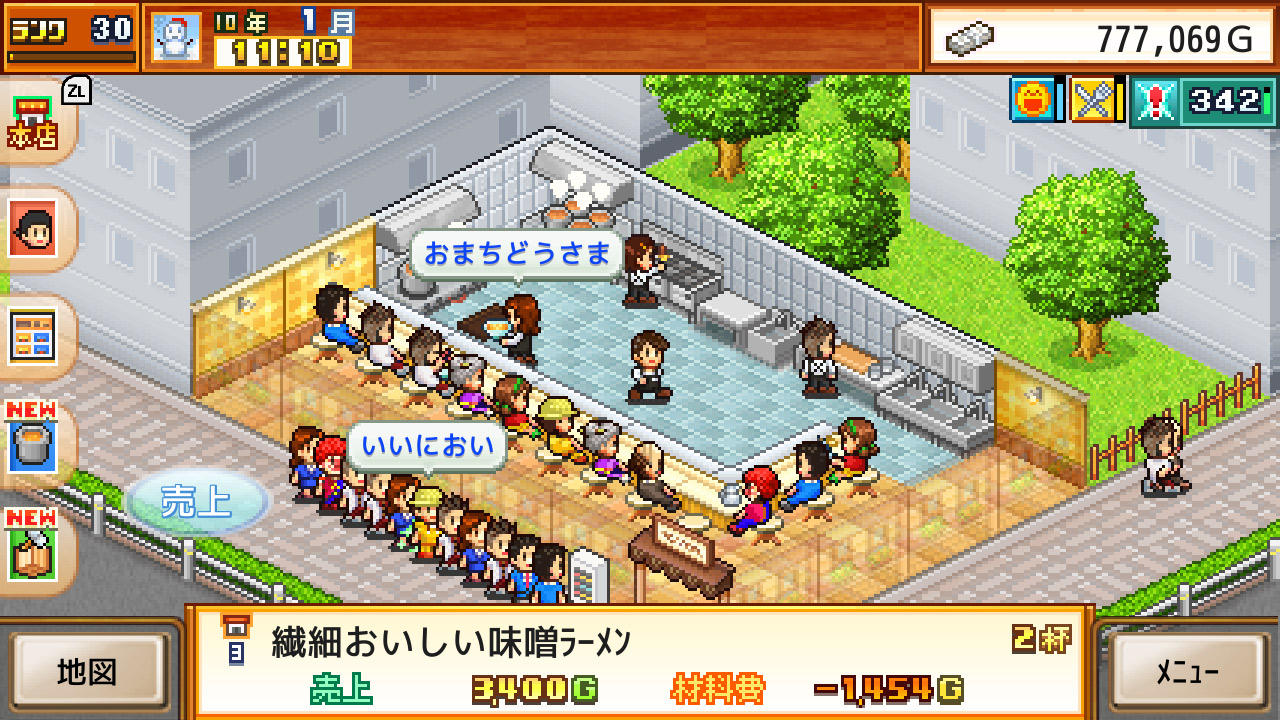 ランク 30
10年 1月
11:10
777,069G
ZL
本店
342
おまちどうさま
いいにおい
NEW
売上
NEW
3
繊細おいしい味噌ラーメン
2杯
売上 3,400G 材料費 -1,454G
地図
メニュー